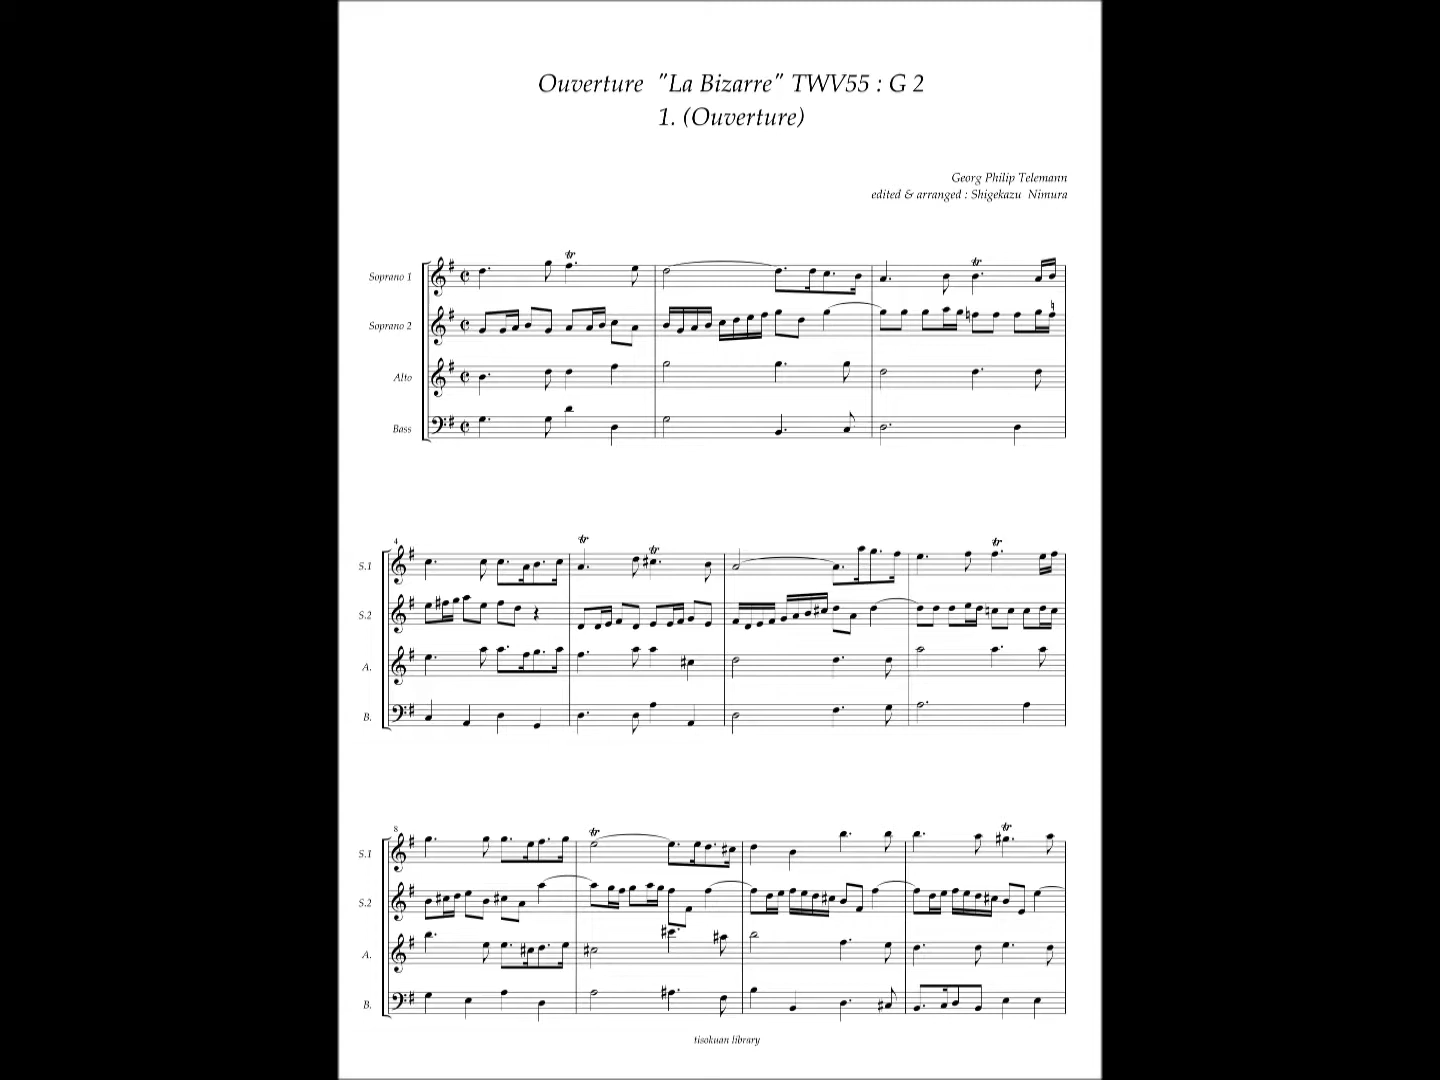 Ouverture "La Bizarre" TWV55 : G 2
1. (Ouverture)
Georg Philip Telemann
edited & arranged : Shigekazu Nimura
Soprano 1
Soprano 2
Alto
Bass
4
S.1
S.2
A.
B.
8
S.1
S.2
A.
B.
tisokuan library